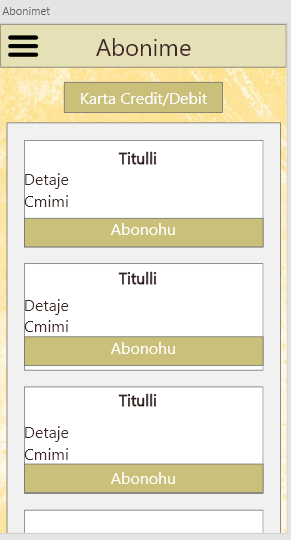 Abonimet
Abonime
Karta Credit/Debit
Titulli
Detaje
Cmimi
Abonohu
Titulli
Detaje
Cmimi
Abonohu
Titulli
Detaje
Cmimi
Abonohu